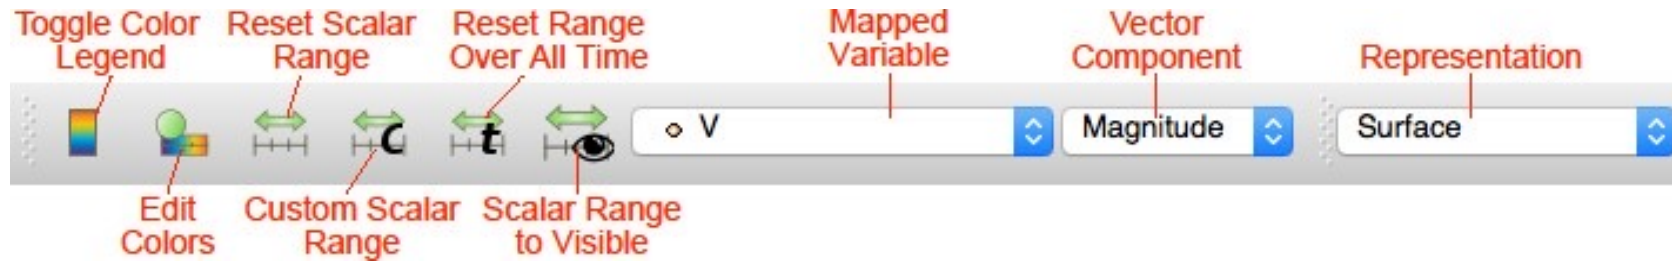 Toggle Color
Legend
Reset Scalar
Range
Reset Range
Over All Time
Mapped
Variable
Vector
Component
Representation
C
t
V
Magnitude
Surface
Edit
Colors
Custom Scalar
Range
Scalar Range
to Visible